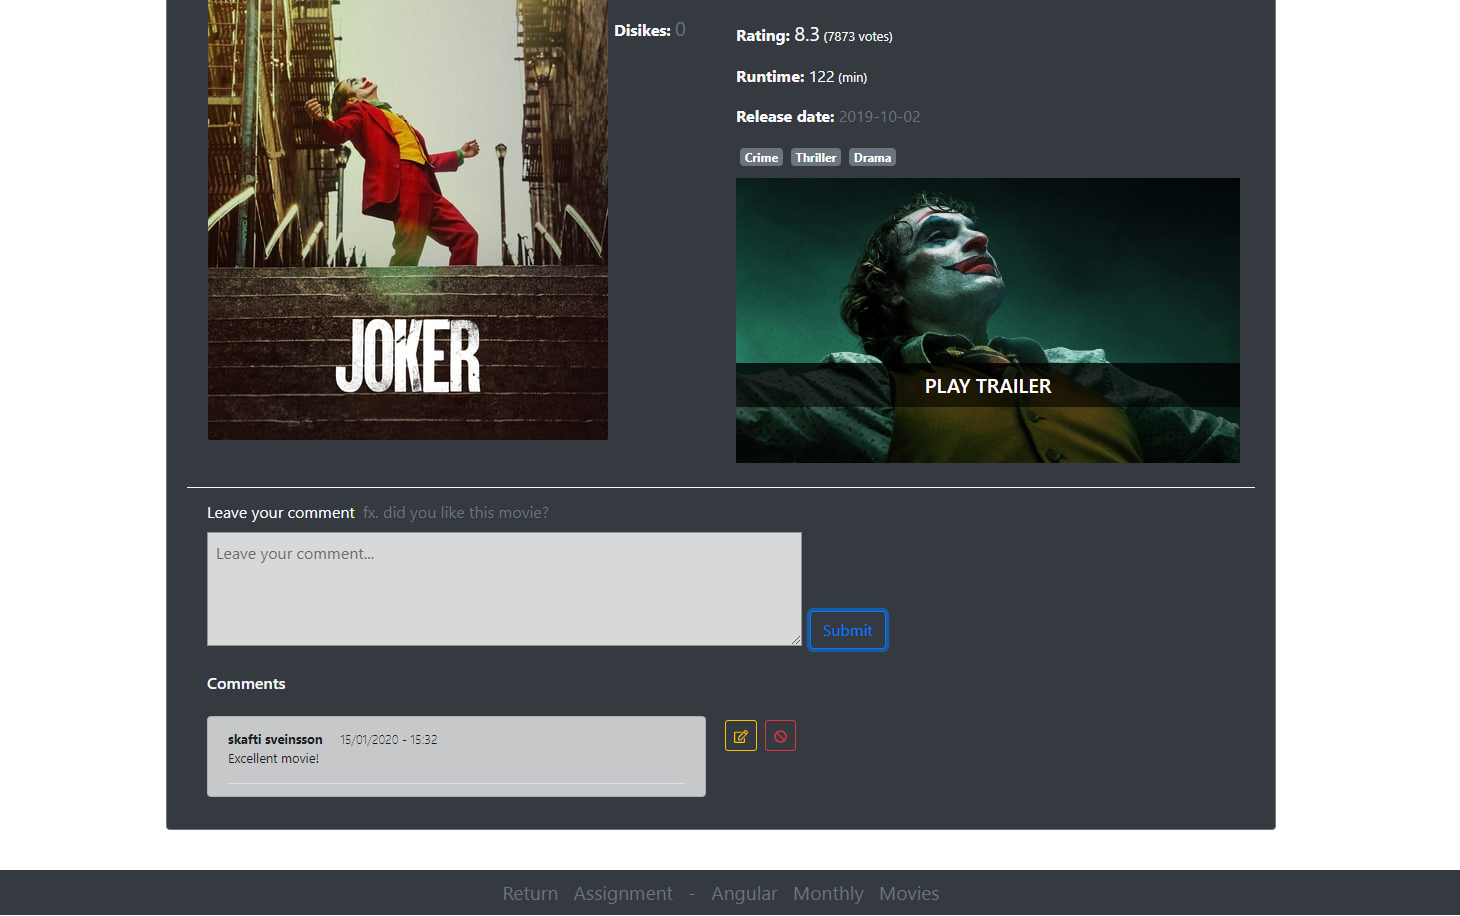 Disikes: 0
Rating: 8.3 (7873 votes)
Runtime: 122 (min)
Release date: 2019-10-02
Crime Thriller Drama
JOKER
PLAY TRAILER
Leave your comment fx. did you like this movie?
Leave your comment...
Submit
Comments
skafti sveinsson 15/01/2020 - 15:32
Excellent movie!
Return Assignment - Angular Monthly Movies